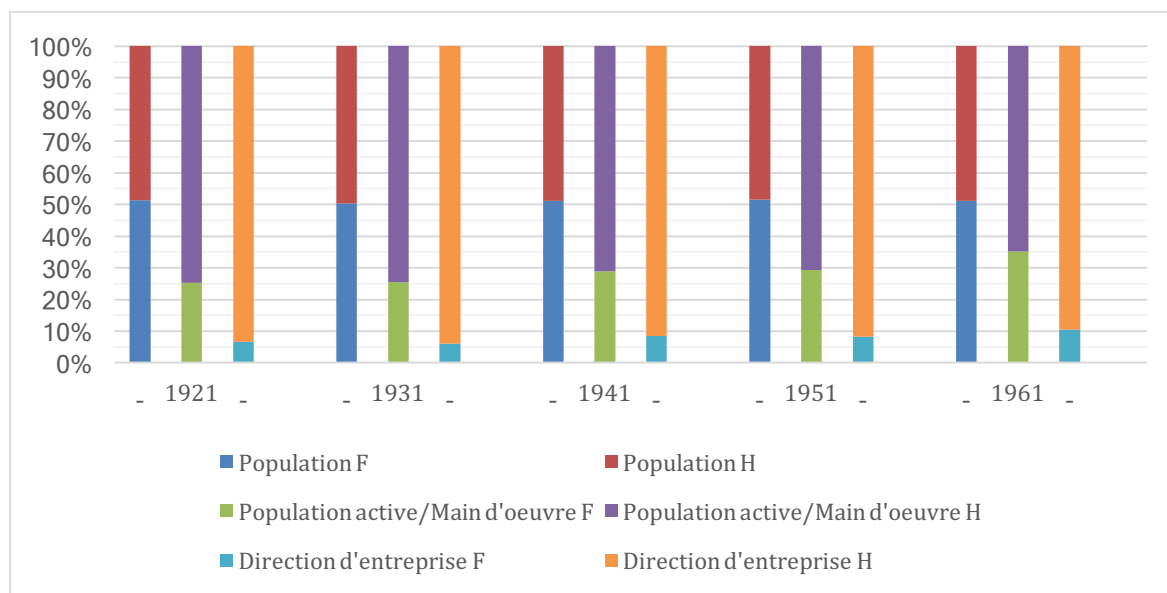 100%
90%
80%
70%
60%
50%
40%
30%
20%
10%
0%
- 1921 - - 1931 - - 1941 - - 1951 - - 1961 -
Population F Population H
Population active/Main d'oeuvre F Population active/Main d'oeuvre H
Direction d'entreprise F Direction d'entreprise H